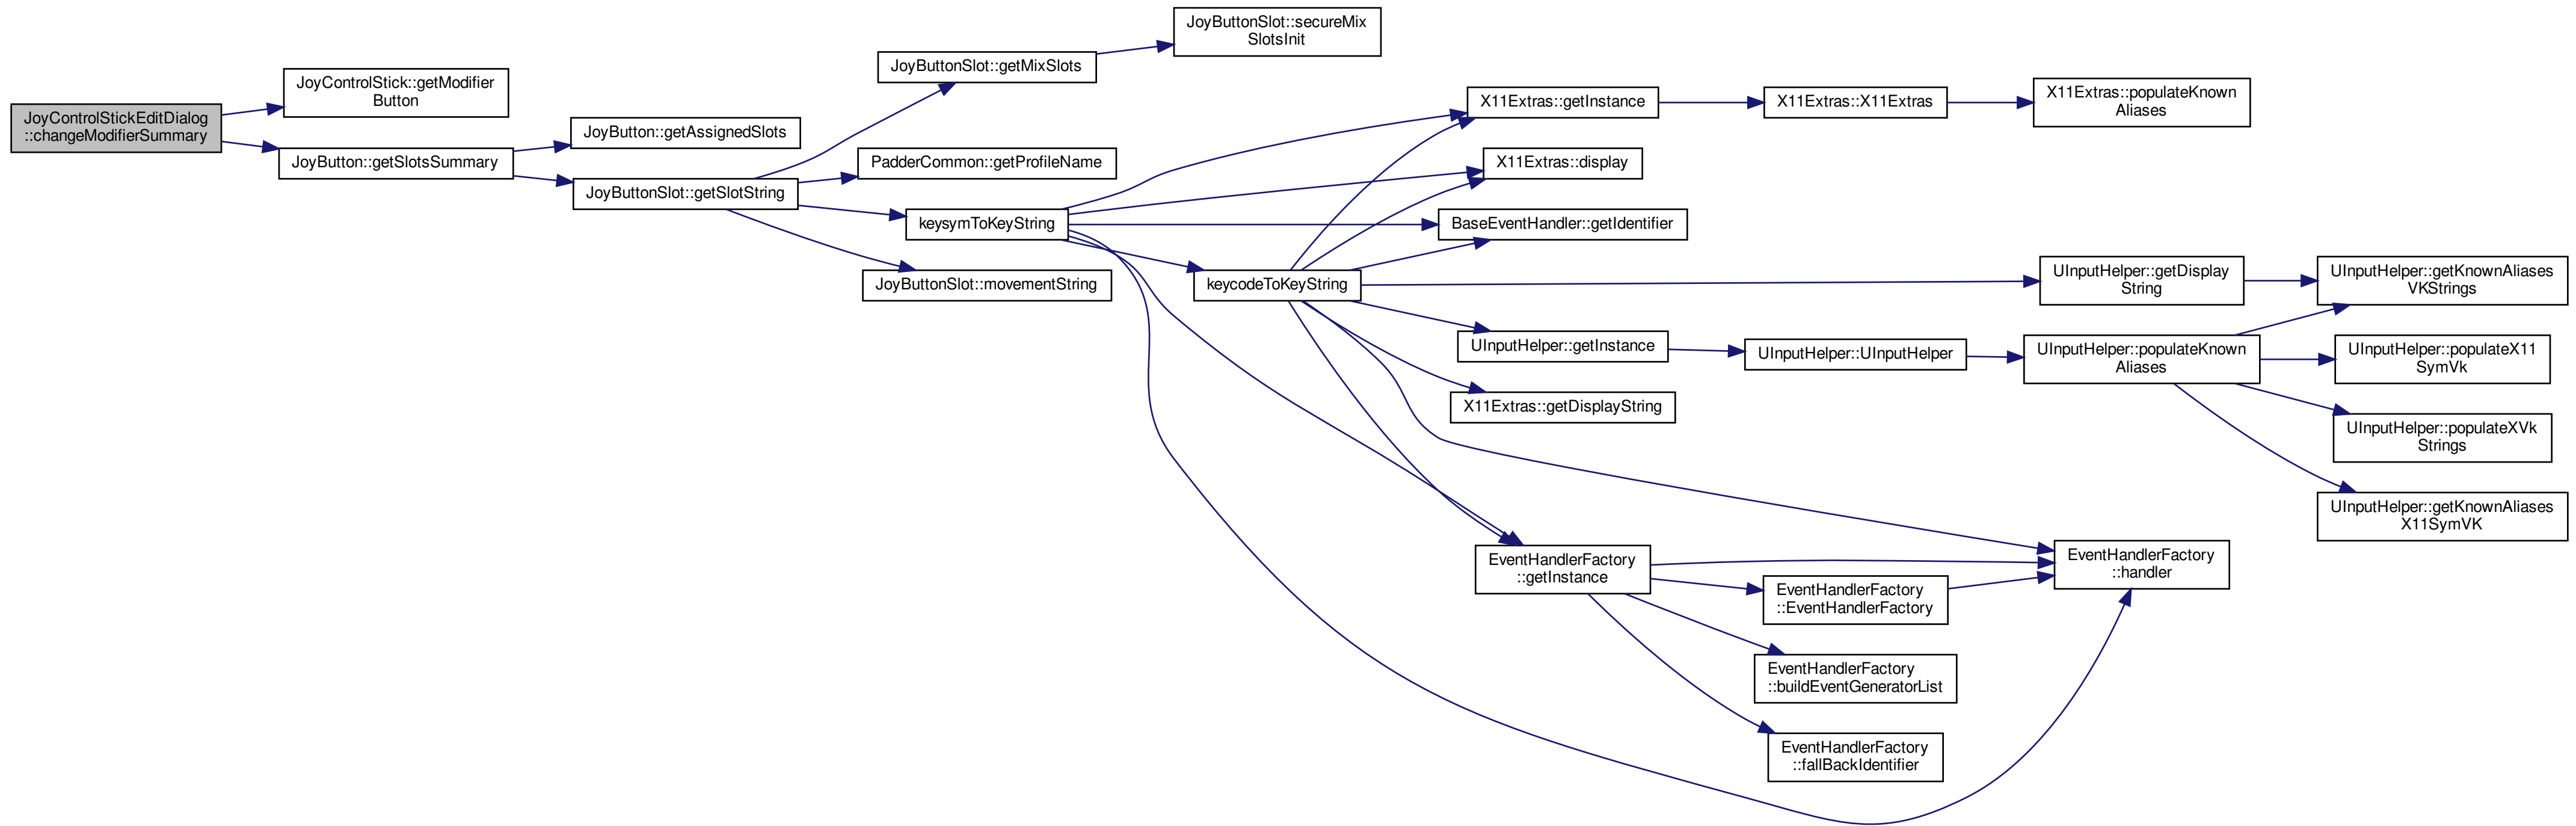 JoyControlStickEditDialog
::changeModifierSummary
JoyControlStick::getModifier
Button
JoyButton::getSlotsSummary
JoyButton::getAssignedSlots
JoyButtonSlot::getSlotString
JoyButtonSlot::getMixSlots
JoyButtonSlot::secureMix
SlotsInit
PadderCommon::getProfileName
keysymToKeyString
JoyButtonSlot::movementString
X11Extras::getInstance
X11Extras::X11Extras
X11Extras::populateKnown
Aliases
X11Extras::display
BaseEventHandler::getIdentifier
keycodeToKeyString
UInputHelper::getDisplay
String
UInputHelper::getKnownAliases
VKStrings
UInputHelper::getInstance
UInputHelper::UInputHelper
UInputHelper::populateKnown
Aliases
UInputHelper::populateX11
SymVk
X11Extras::getDisplayString
UInputHelper::populateXVk
Strings
UInputHelper::getKnownAliases
X11SymVK
EventHandlerFactory
::getInstance
EventHandlerFactory
::handler
EventHandlerFactory
::EventHandlerFactory
EventHandlerFactory
::buildEventGeneratorList
EventHandlerFactory
::fallBackIdentifier